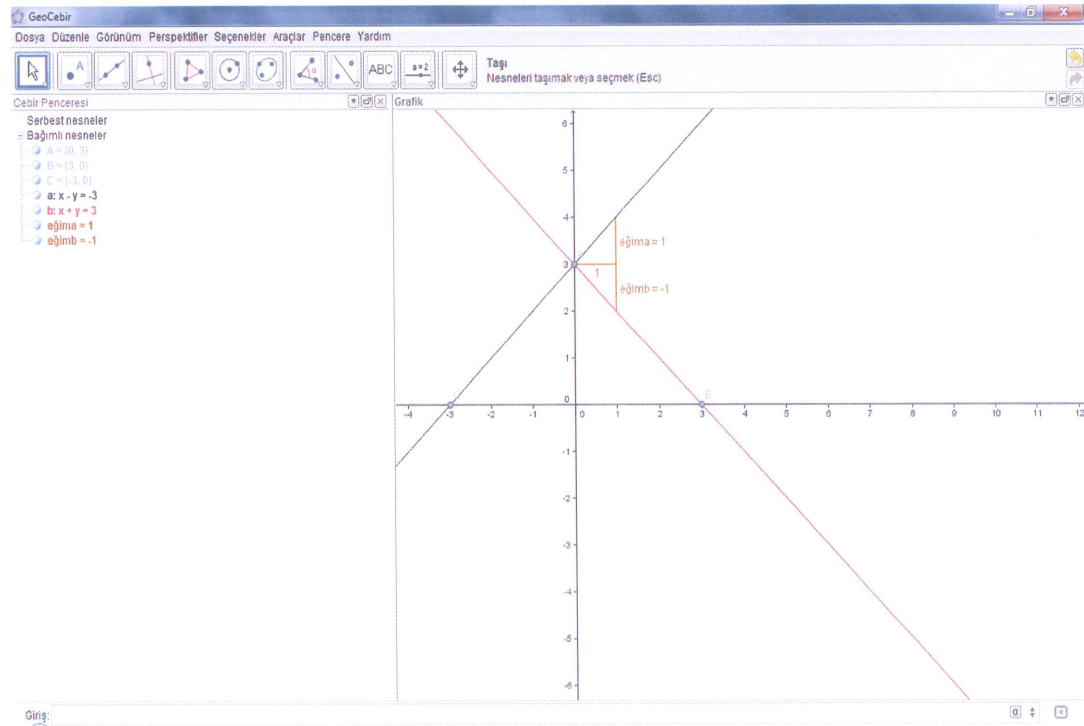 GeoCebir
Dosya Düzenle Görünüm Perspektifler Seçenekler Araçlar Pencere Yardım
A
α
ABC
a=2
Taşı
Nesneleri taşımak veya seçmek (Esc)
Cebir Penceresi
Grafik
Serbest nesneler
Bağımlı nesneler
A = (0, 3)
B = (3, 0)
C = (-3, 0)
a: x - y = -3
b: x + y = 3
eğima = 1
eğimb = -1
6
5
4
eğima = 1
3
1
eğimb = -1
2
1
B
0
-4 -3 -2 -1 0 1 2 3 4 5 6 7 8 9 10 11 12
-1
-2
-3
-4
-5
-6
Giriş:
α